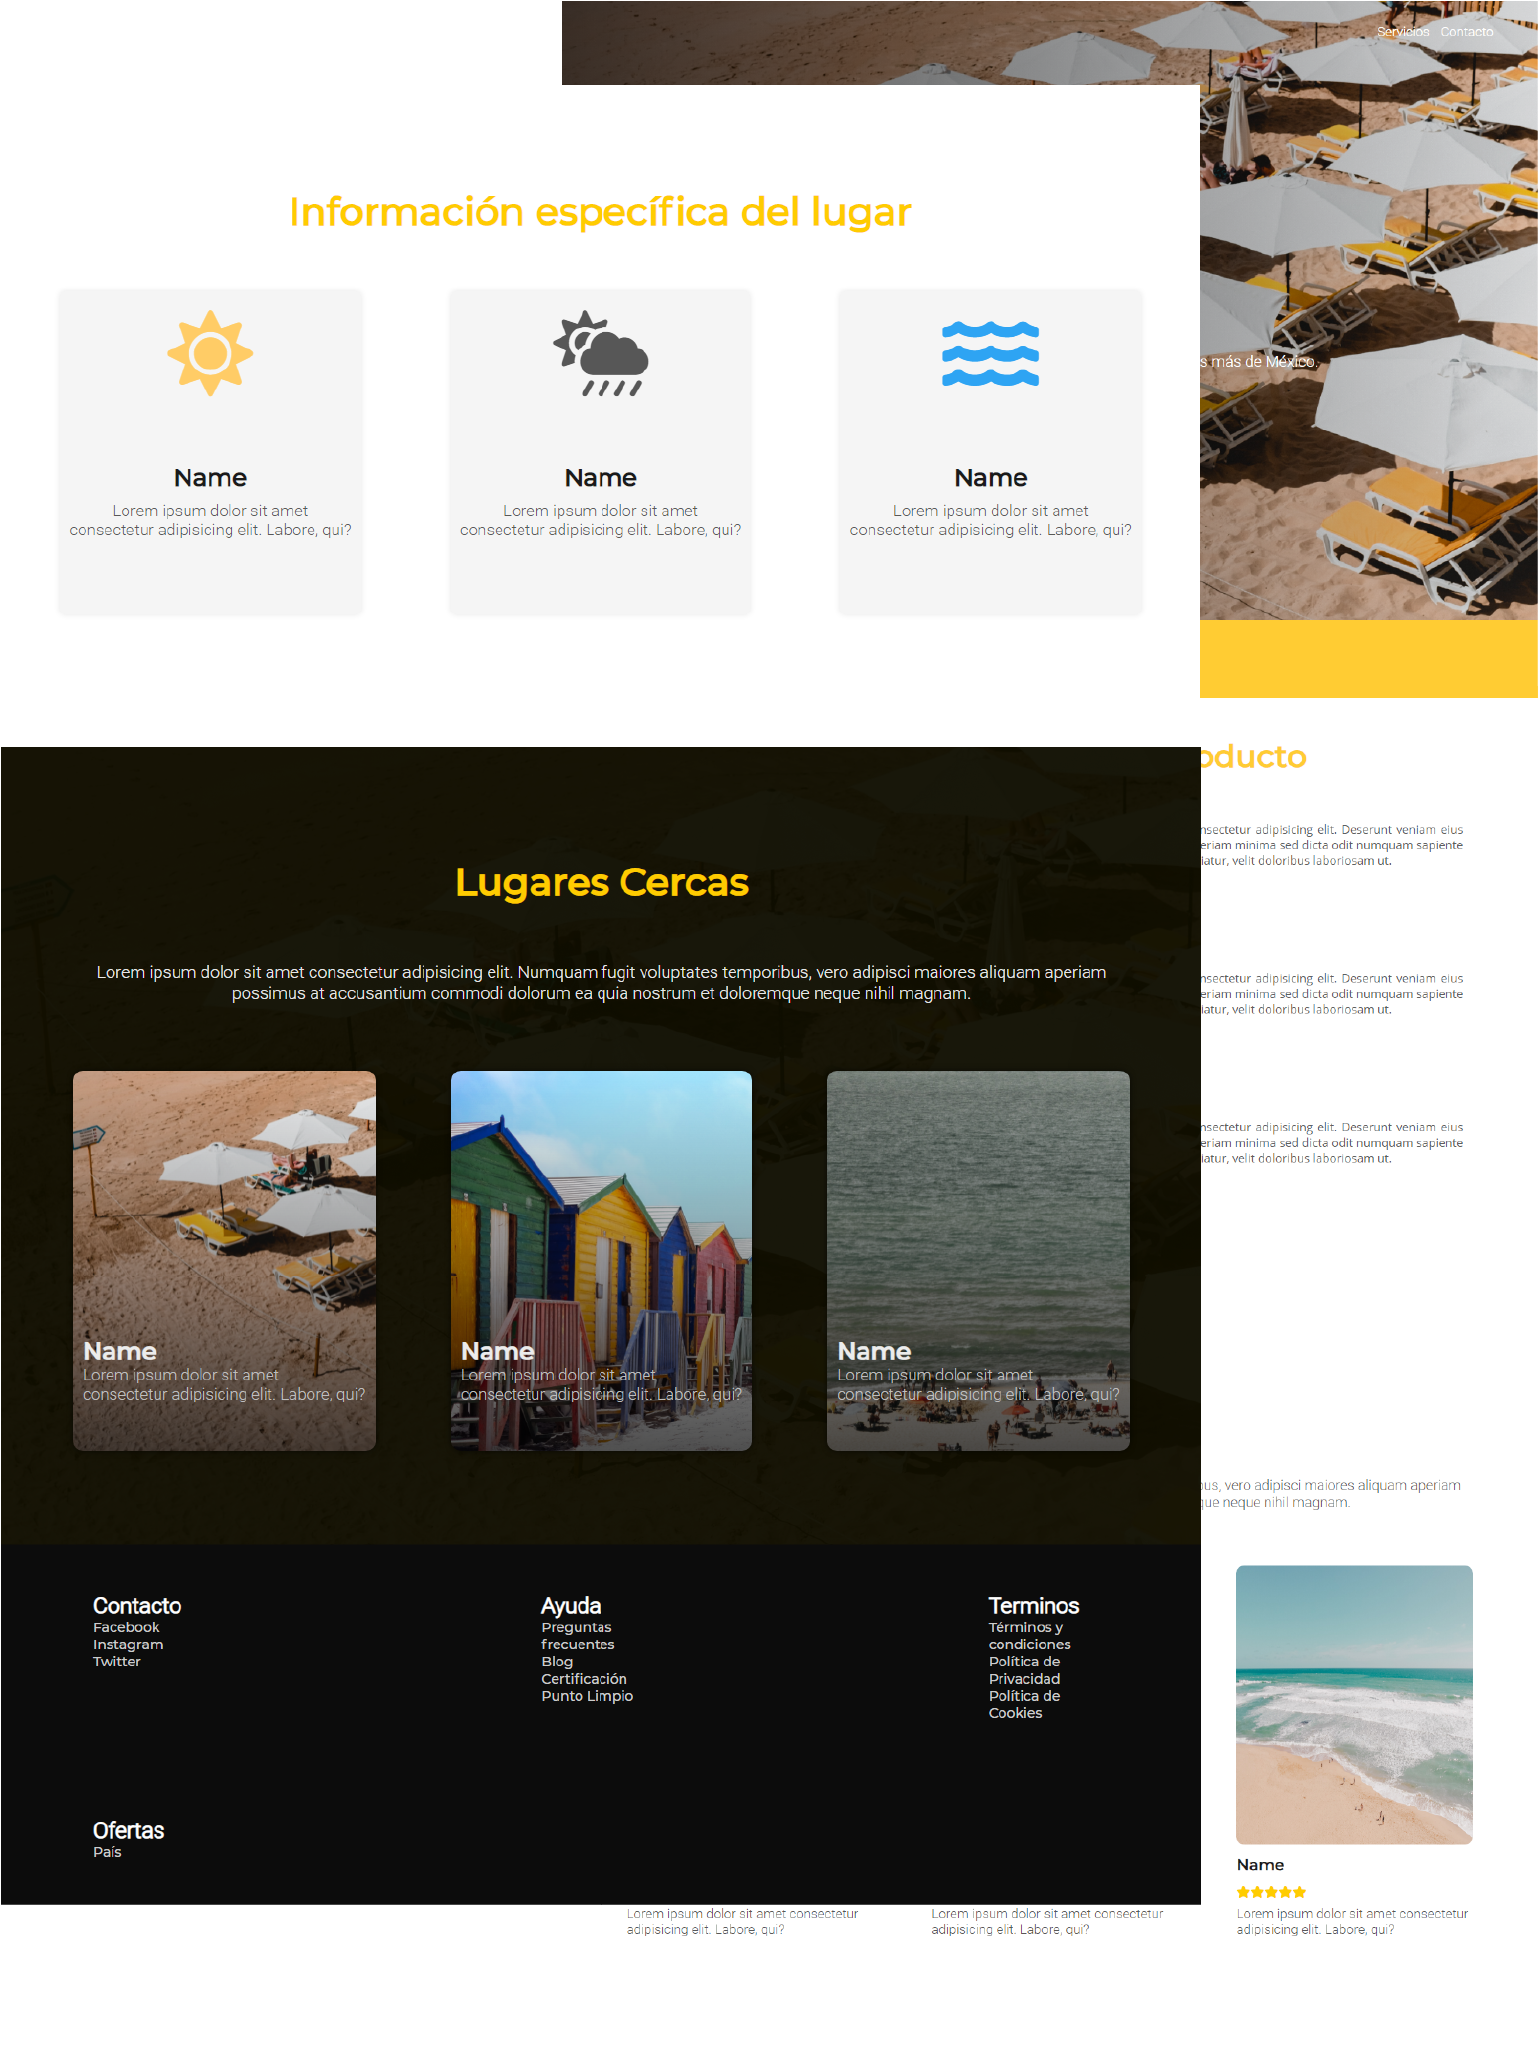 Servicios Contacto
Información específica del lugar
Name
Lorem ipsum dolor sit amet
consectetur adipisicing elit. Labore, qui?
Name
Lorem ipsum dolor sit amet
consectetur adipisicing elit. Labore, qui?
Name
Lorem ipsum dolor sit amet
consectetur adipisicing elit. Labore, qui?
más de México.
Lugares Cercas
Lorem ipsum dolor sit amet consectetur adipisicing elit. Numquam fugit voluptates temporibus, vero adipisci maiores aliquam aperiam
possimus at accusantium commodi dolorum ea quia nostrum et doloremque neque nihil magnam.
Name
Lorem ipsum dolor sit amet
consectetur adipisicing elit. Labore, qui?
Name
Lorem ipsum dolor sit amet
consectetur adipisicing elit. Labore, qui?
Name
Lorem ipsum dolor sit amet
consectetur adipisicing elit. Labore, qui?
Contacto
Facebook
Instagram
Twitter
Ayuda
Preguntas
frecuentes
Blog
Certificación
Punto Limpio
Terminos
Términos y
condiciones
Política de
Privacidad
Política de
Cookies
Ofertas
País
oducto
nsectetur adipisicing elit. Deserunt veniam eius
eriam minima sed dicta odit numquam sapiente
iatur, velit doloribus laboriosam ut.
nsectetur adipisicing elit. Deserunt veniam eius
eriam minima sed dicta odit numquam sapiente
iatur, velit doloribus laboriosam ut.
nsectetur adipisicing elit. Deserunt veniam eius
eriam minima sed dicta odit numquam sapiente
iatur, velit doloribus laboriosam ut.
ous, vero adipisci maiores aliquam aperiam
que neque nihil magnam.
Name
Lorem ipsum dolor sit amet consectetur
adipisicing elit. Labore, qui?
Lorem ipsum dolor sit amet consectetur
adipisicing elit. Labore, qui?
Lorem ipsum dolor sit amet consectetur
adipisicing elit. Labore, qui?